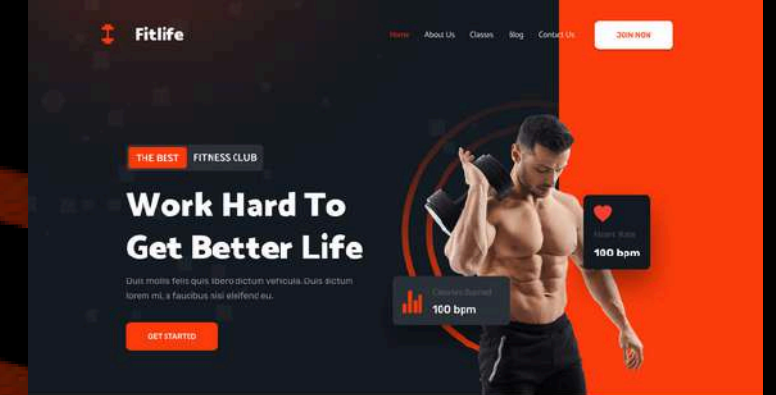 Fitlife
Home About Us Classes Blog Contact Us JOIN NOW
THE BEST FITNESS CLUB
Work Hard To
Get Better Life
Duis mollis felis quis libero dictum vehicula. Duis dictum
lorem mi, a faucibus nisi eleifend eu.
Heart Rate
100 bpm
Calories Burned
100 bpm
GET STARTED